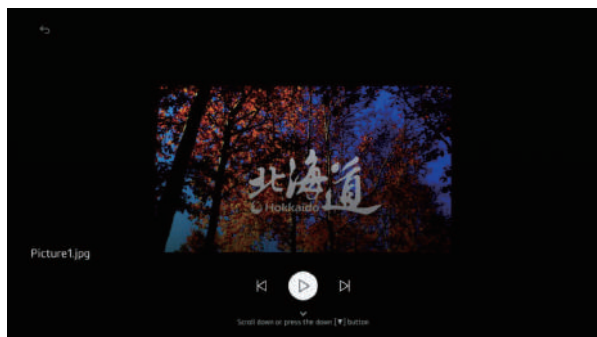 北海道
Hokkaido
Picture1.jpg
Scroll down or press the down [▼] button